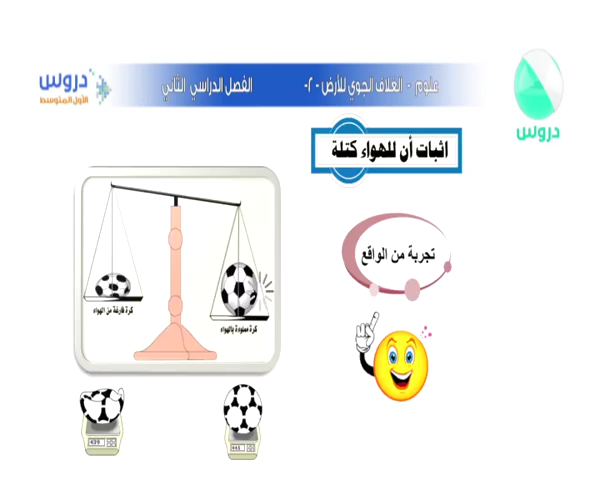 علوم - الغلاف الجوي للأرض -٢- الفصل الدراسي الثاني
دروس
الأول المتوسط
دروس
اثبات أن للهواء كتلة
تجربة من الواقع
كرة فارغة من الهواء
كرة مملوءة بالهواء